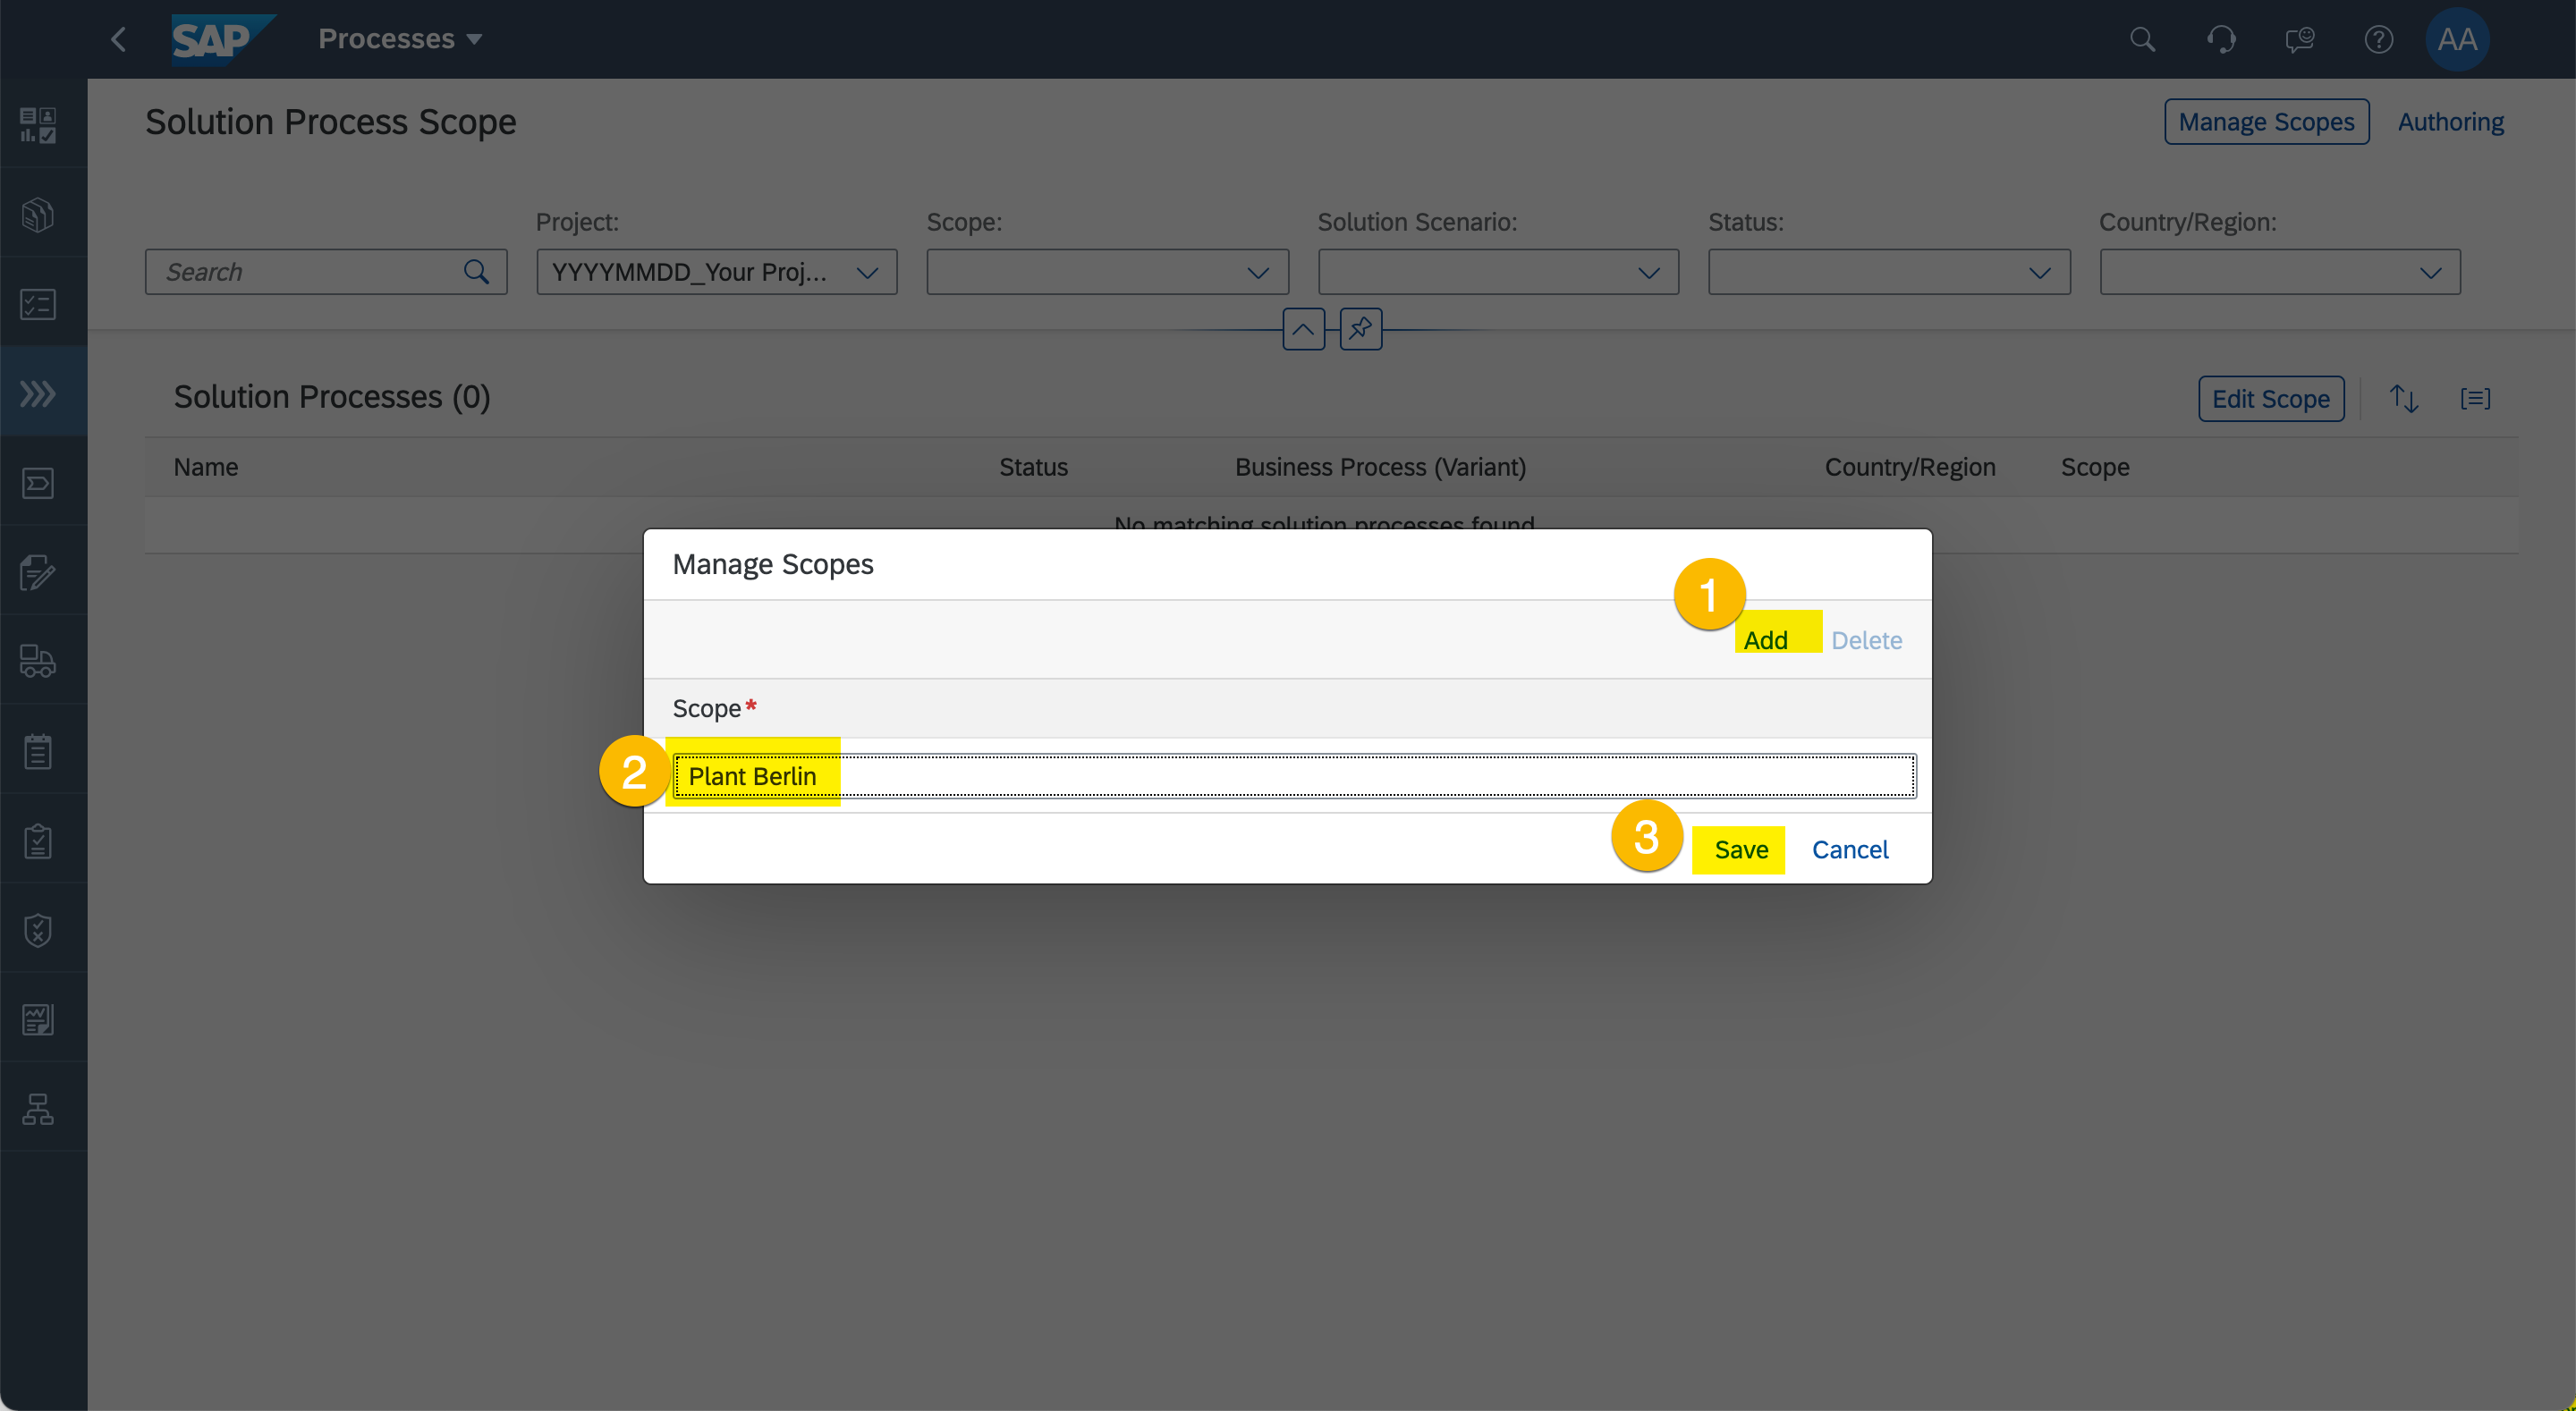 SAP Processes
AA
Solution Process Scope
Manage Scopes Authoring
Project: Scope: Solution Scenario: Status: Country/Region:
Search YYYYMMDD_Your Proj...
Solution Processes (0)
Edit Scope
Name Status Business Process (Variant) Country/Region Scope
No matching solution processes found
Manage Scopes
1
Add Delete
Scope*
2 Plant Berlin
3 Save Cancel